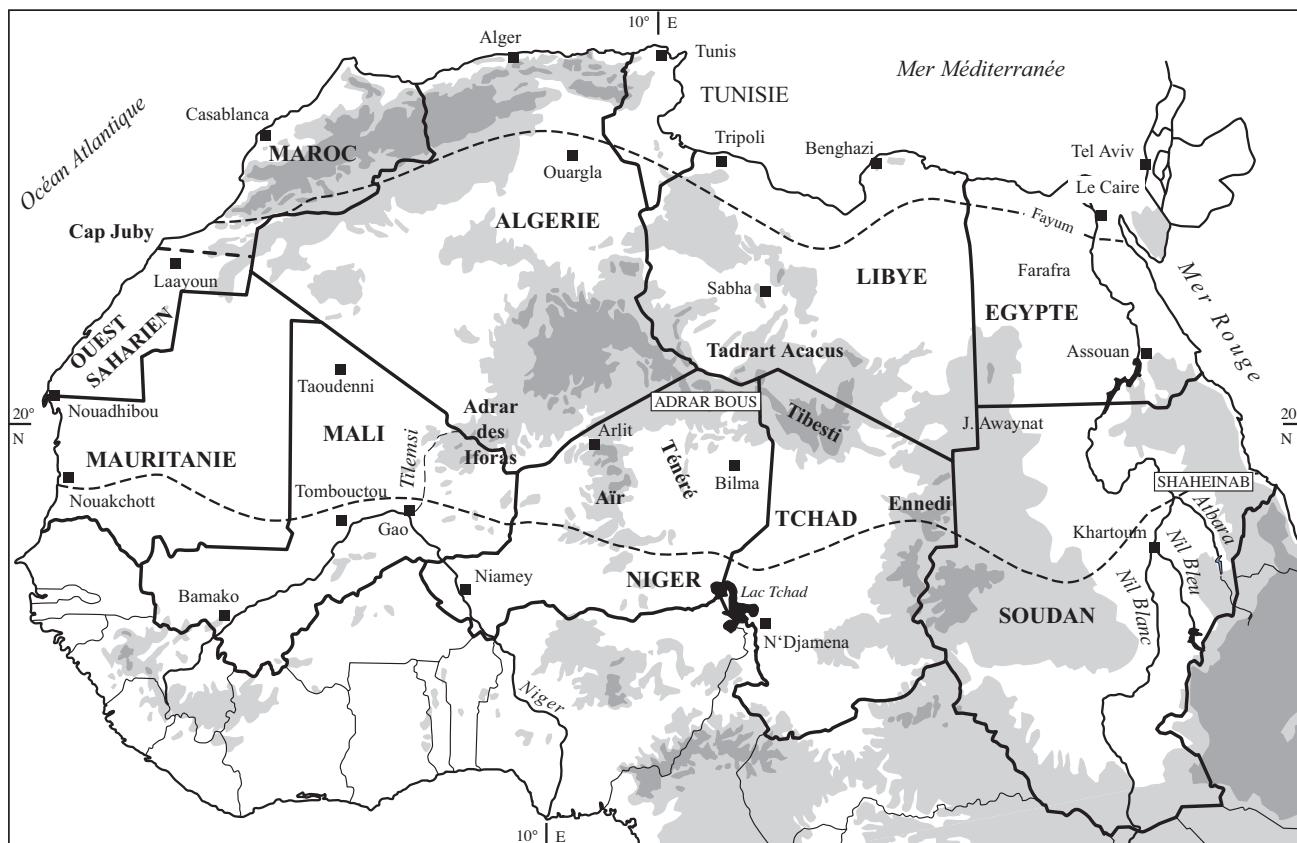 10° E
Alger
Tunis
Mer Méditerranée
TUNISIE
Océan Atlantique
Casablanca
MAROC
Tripoli
Benghazi
Tel Aviv
Ouargla
Le Caire
ALGERIE
Fayum
Cap Juby
Laayoun
Sabha
LIBYE
Farafra
Mer Rouge
EGYPTE
OUEST
SAHARIEN
Tadrart Acacus
Assouan
Taoudenni
Nouadhibou
20°
N
ADRAR BOUS
20°
N
Adrar
des
Iforas
Tibesti
J. Awaynat
MALI
Arlit
Tilemsi
Ténéré
MAURITANIE
Bilma
Nouakchott
Tombouctou
Aïr
Ennedi
SHAHEINAB
Gao
TCHAD
Atbara
Khartoum
Nil Bleu
Niamey
NIGER
Lac Tchad
Bamako
SOUDAN
Nil Blanc
N‘Djamena
Niger
10° E